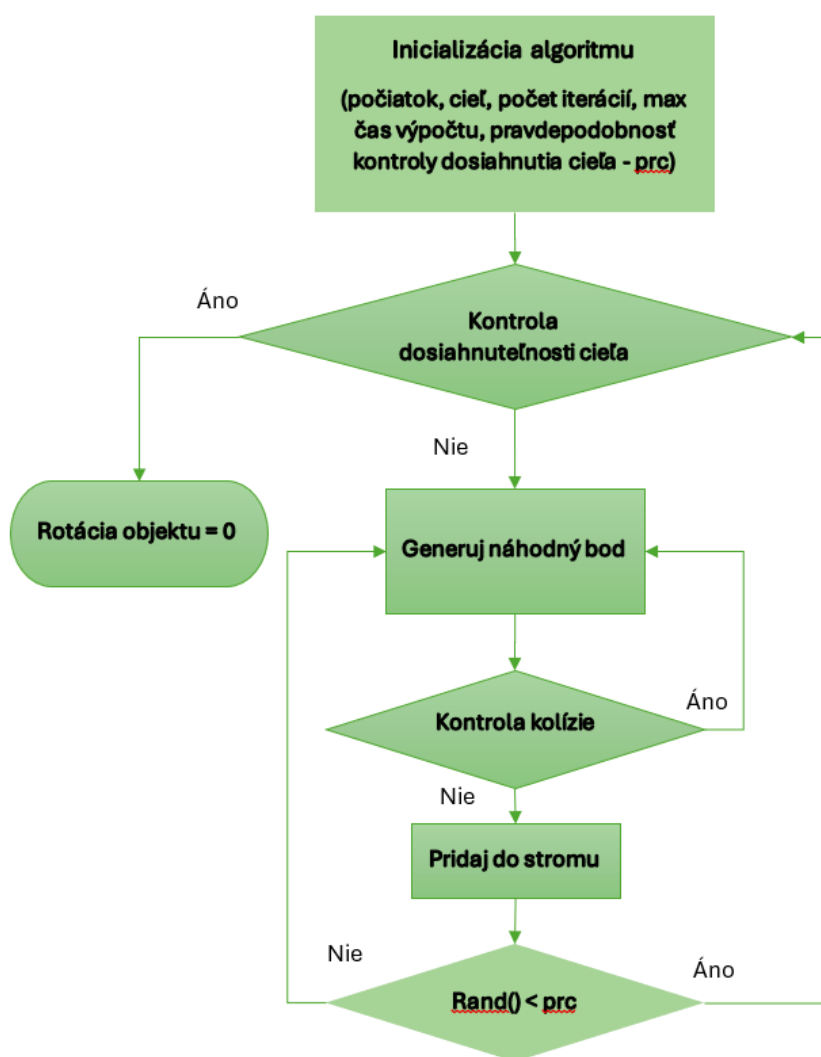 Inicializácia algoritmu
(počiatok, cieľ, počet iterácií, max
čas výpočtu, pravdepodobnosť
kontroly dosiahnutia cieľa - prc)
Áno
Kontrola
dosiahnuteľnosti cieľa
Nie
Rotácia objektu = 0
Generuj náhodný bod
Áno
Kontrola kolízie
Nie
Pridaj do stromu
Nie
Áno
Rand() < prc